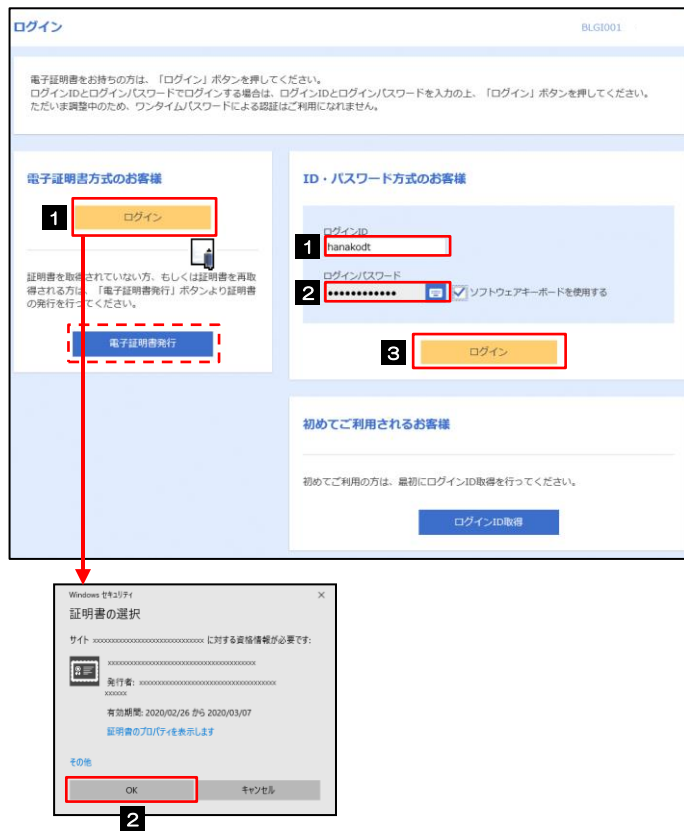 ログイン
BLGI001
電子証明書をお持ちの方は、「ログイン」ボタンを押してください。
ログインIDとログインパスワードでログインする場合は、ログインIDとログインパスワードを入力の上、「ログイン」ボタンを押してください。
ただいま調整中のため、ワンタイムパスワードによる認証はご利用になれません。
電子証明書方式のお客様
1
ログイン
証明書を取得されていない方、もしくは証明書を再取
得される方は、「電子証明書発行」ボタンより証明書
の発行を行ってください。
電子証明書発行
ID・パスワード方式のお客様
ログインID
1
hanakodt
ログインパスワード
2
••••••••••••
ソフトウェアキーボードを使用する
3
ログイン
初めてご利用されるお客様
初めてご利用の方は、最初にログインID取得を行ってください。
ログインID取得
Windows セキュリティ
×
証明書の選択
サイト xxxxxxxxxxxxxxxxxxxxxxxxxxxxxx に対する資格情報が必要です:
xxxxxxxxxxxxxxxxxxxxxxxxxxxxxxxxxxxxxxxx
発行者: xxxxxxxxxxxxxxxxxxxxxxxxxxxxxxxxxxxxx
xxxxxx
有効期間: 2020/02/26 から 2020/03/07
証明書のプロパティを表示します
その他
OK
キャンセル
2